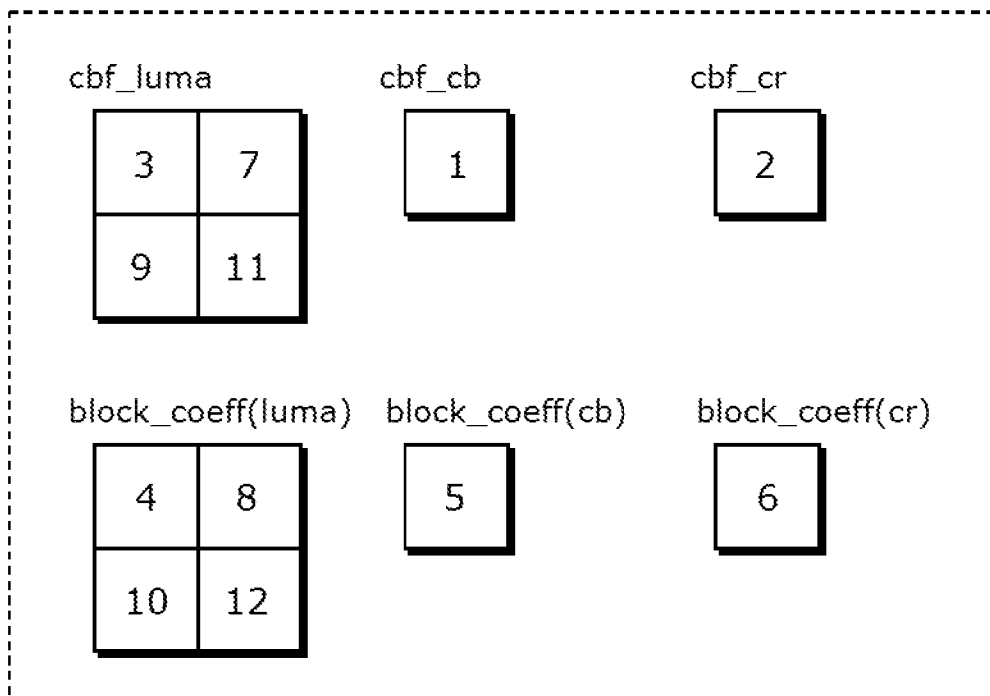 cbf_luma cbf_cb cbf_cr
3 7 1 2
9 11
block_coeff(luma) block_coeff(cb) block_coeff(cr)
4 8 5 6
10 12